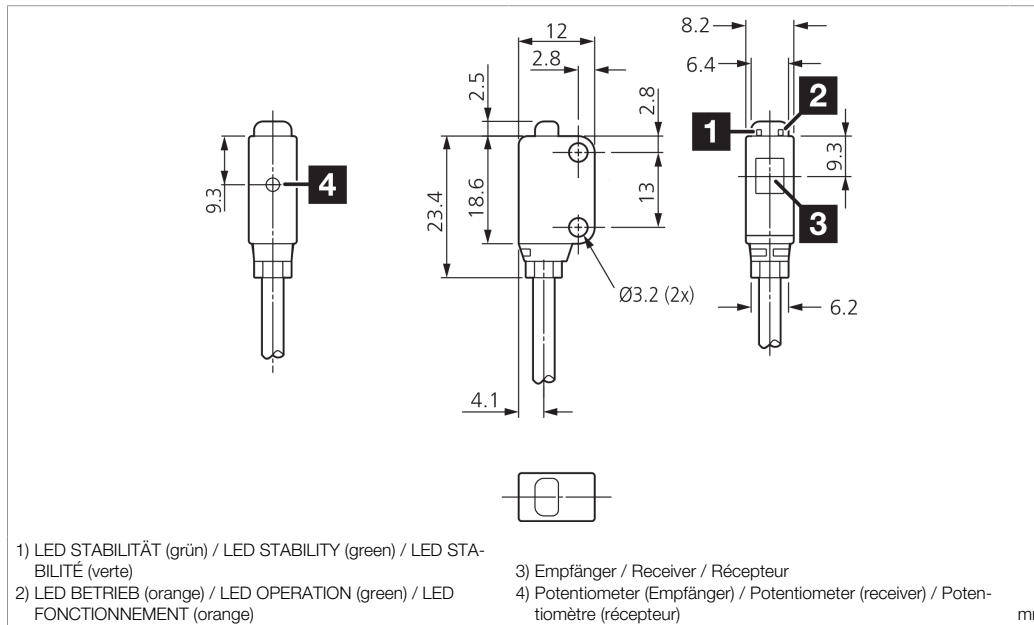 12
8.2
2.8
6.4
2.5
2.8
1
2
9.3
4
23.4
18.6
13
9.3
3
Ø3.2 (2x)
6.2
4.1
1) LED STABILITÄT (grün) / LED STABILITY (green) / LED STA-
BILITÉ (verte)
2) LED BETRIEB (orange) / LED OPERATION (green) / LED
FONCTIONNEMENT (orange)
3) Empfänger / Receiver / Récepteur
4) Potentiometer (Empfänger) / Potentiometer (receiver) / Poten-
tiomètre (récepteur)